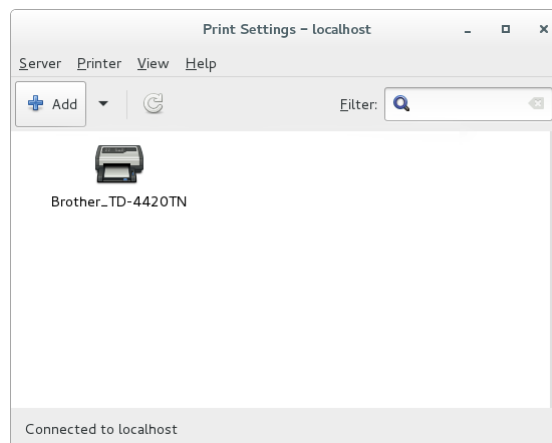 Print Settings – localhost
Server Printer View Help
Add Filter:
Brother_TD-4420TN
Connected to localhost